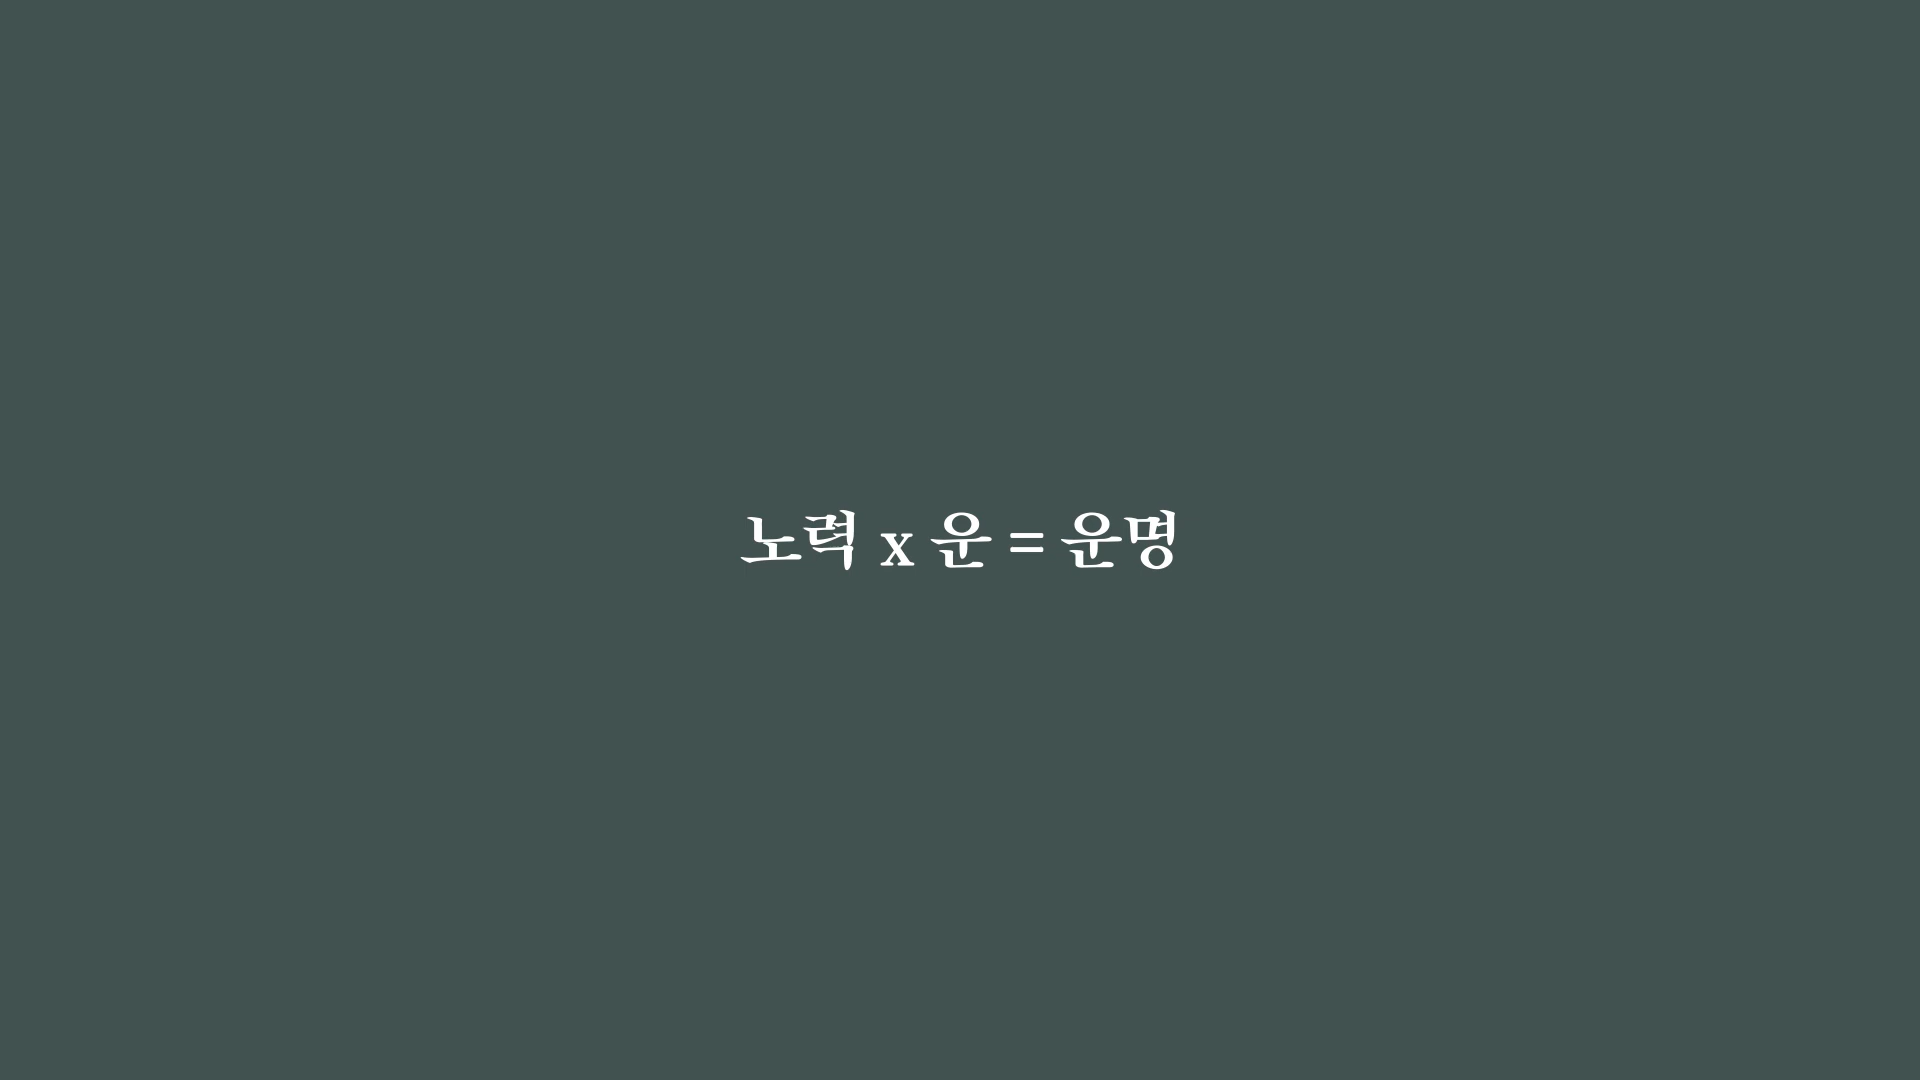 노력 x 운 = 운명